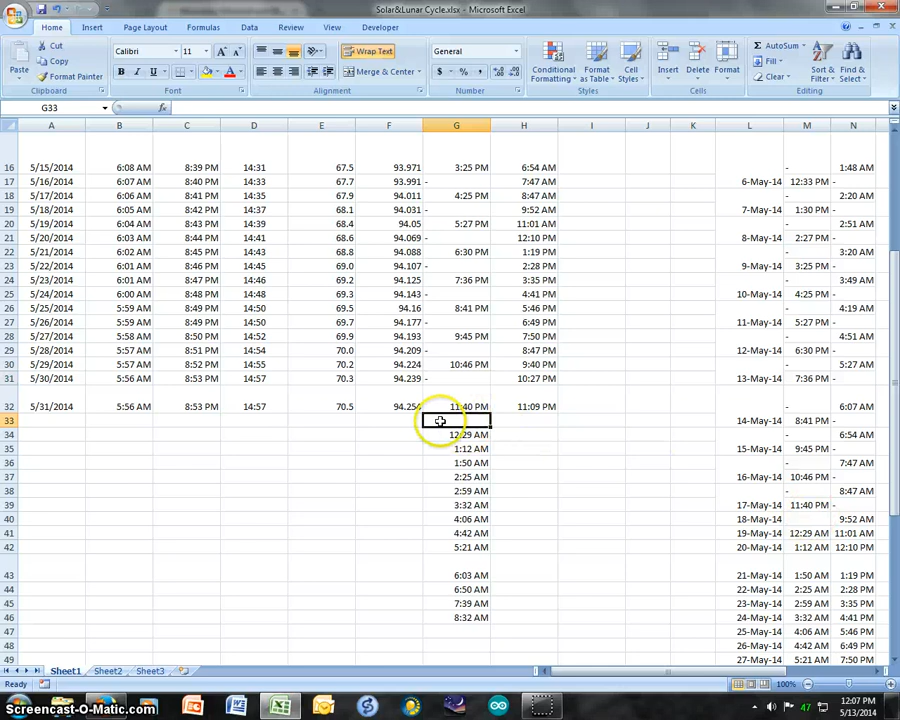 Solar&Lunar Cycle.xlsx - Microsoft Excel
Home Insert Page Layout Formulas Data Review View Developer
Cut Calibri 11 Wrap Text General AutoSum
Copy Fill
Paste Format Painter B I U Merge & Center $ % , Conditional Formatting Format as Table Cell Styles Insert Delete Format Clear Sort & Filter Find & Select
Clipboard Font Alignment Number Styles Cells Editing
G33 fx
A B C D E F G H I J K L M N
16 5/15/2014 6:08 AM 8:39 PM 14:31 67.5 93.971 3:25 PM 6:54 AM - 1:48 AM
17 5/16/2014 6:07 AM 8:40 PM 14:33 67.7 93.991 - 7:47 AM 6-May-14 12:33 PM -
18 5/17/2014 6:06 AM 8:41 PM 14:35 67.9 94.011 4:25 PM 8:47 AM - 2:20 AM
19 5/18/2014 6:05 AM 8:42 PM 14:37 68.1 94.031 - 9:52 AM 7-May-14 1:30 PM -
20 5/19/2014 6:04 AM 8:43 PM 14:39 68.4 94.05 5:27 PM 11:01 AM - 2:51 AM
21 5/20/2014 6:03 AM 8:44 PM 14:41 68.6 94.069 - 12:10 PM 8-May-14 2:27 PM -
22 5/21/2014 6:02 AM 8:45 PM 14:43 68.8 94.088 6:30 PM 1:19 PM - 3:20 AM
23 5/22/2014 6:01 AM 8:46 PM 14:45 69.0 94.107 - 2:28 PM 9-May-14 3:25 PM -
24 5/23/2014 6:01 AM 8:47 PM 14:46 69.2 94.125 7:36 PM 3:35 PM - 3:49 AM
25 5/24/2014 6:00 AM 8:48 PM 14:48 69.3 94.143 - 4:41 PM 10-May-14 4:25 PM -
26 5/25/2014 5:59 AM 8:49 PM 14:50 69.5 94.16 8:41 PM 5:46 PM - 4:19 AM
27 5/26/2014 5:59 AM 8:49 PM 14:50 69.7 94.177 - 6:49 PM 11-May-14 5:27 PM -
28 5/27/2014 5:58 AM 8:50 PM 14:52 69.8 94.193 9:45 PM 7:50 PM - 4:51 AM
29 5/28/2014 5:57 AM 8:51 PM 14:54 70.0 94.209 - 8:47 PM 12-May-14 6:30 PM -
30 5/29/2014 5:57 AM 8:52 PM 14:55 70.2 94.224 10:46 PM 9:40 PM - 5:27 AM
31 5/30/2014 5:56 AM 8:53 PM 14:57 70.3 94.239 - 10:27 PM 13-May-14 7:36 PM -
32 5/31/2014 5:56 AM 8:53 PM 14:57 70.5 94.254 11:40 PM 11:09 PM - 6:07 AM
33 14-May-14 8:41 PM -
34 12:29 AM - 6:54 AM
35 1:12 AM 15-May-14 9:45 PM -
36 1:50 AM - 7:47 AM
37 2:25 AM 16-May-14 10:46 PM -
38 2:59 AM - 8:47 AM
39 3:32 AM 17-May-14 11:40 PM -
40 4:06 AM 18-May-14 9:52 AM
41 4:42 AM 19-May-14 12:29 AM 11:01 AM
42 5:21 AM 20-May-14 1:12 AM 12:10 PM
43 6:03 AM 21-May-14 1:50 AM 1:19 PM
44 6:50 AM 22-May-14 2:25 AM 2:28 PM
45 7:39 AM 23-May-14 2:59 AM 3:35 PM
46 8:32 AM 24-May-14 3:32 AM 4:41 PM
47 25-May-14 4:06 AM 5:46 PM
48 26-May-14 4:42 AM 6:49 PM
49 27-May-14 5:21 AM 7:50 PM
Sheet1 Sheet2 Sheet3
Ready 100%
Screencast-O-Matic.com 47 12:07 PM
5/13/2014